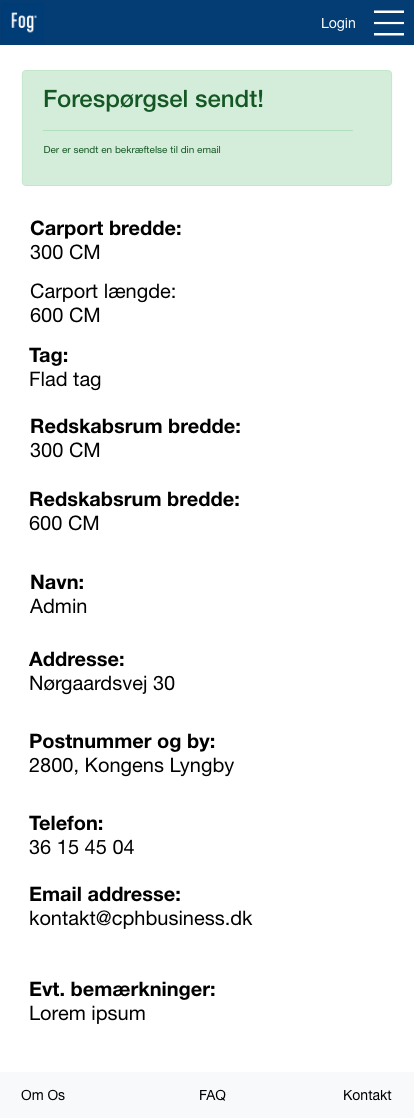 Fog
Login
Forespørgsel sendt!
Der er sendt en bekræftelse til din email
Carport bredde:
300 CM
Carport længde:
600 CM
Tag:
Flad tag
Redskabsrum bredde:
300 CM
Redskabsrum bredde:
600 CM
Navn:
Admin
Addresse:
Nørgaardsvej 30
Postnummer og by:
2800, Kongens Lyngby
Telefon:
36 15 45 04
Email addresse:
kontakt@cphbusiness.dk
Evt. bemærkninger:
Lorem ipsum
Om Os
FAQ
Kontakt